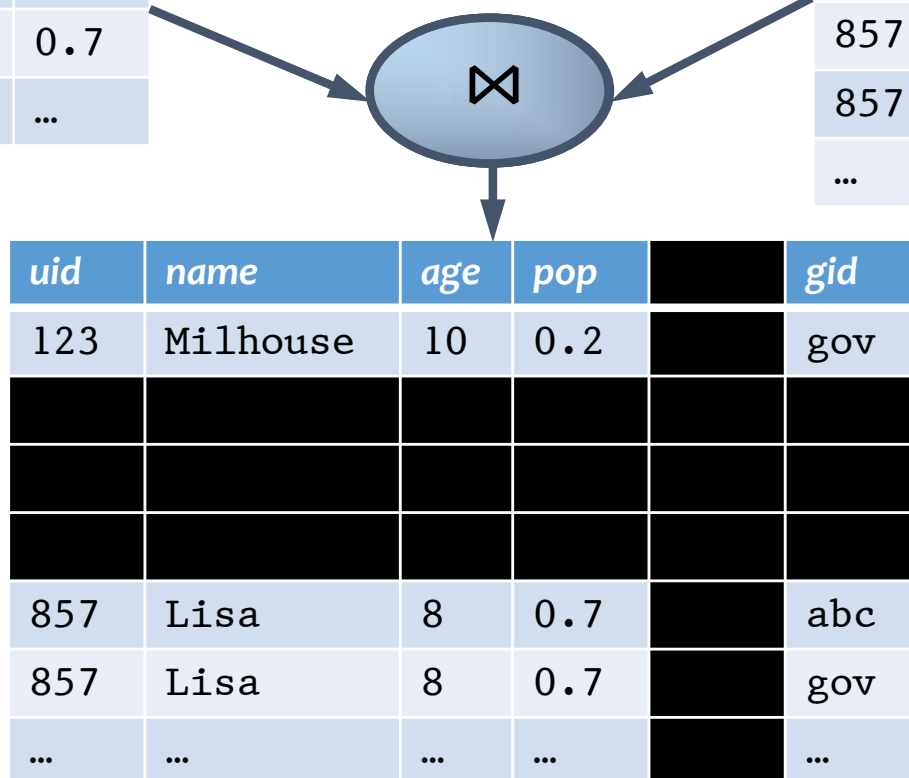 0.7
…
⋈
857
857
…
uid name age pop gid
123 Milhouse 10 0.2 gov
857 Lisa 8 0.7 abc
857 Lisa 8 0.7 gov
… … … … …